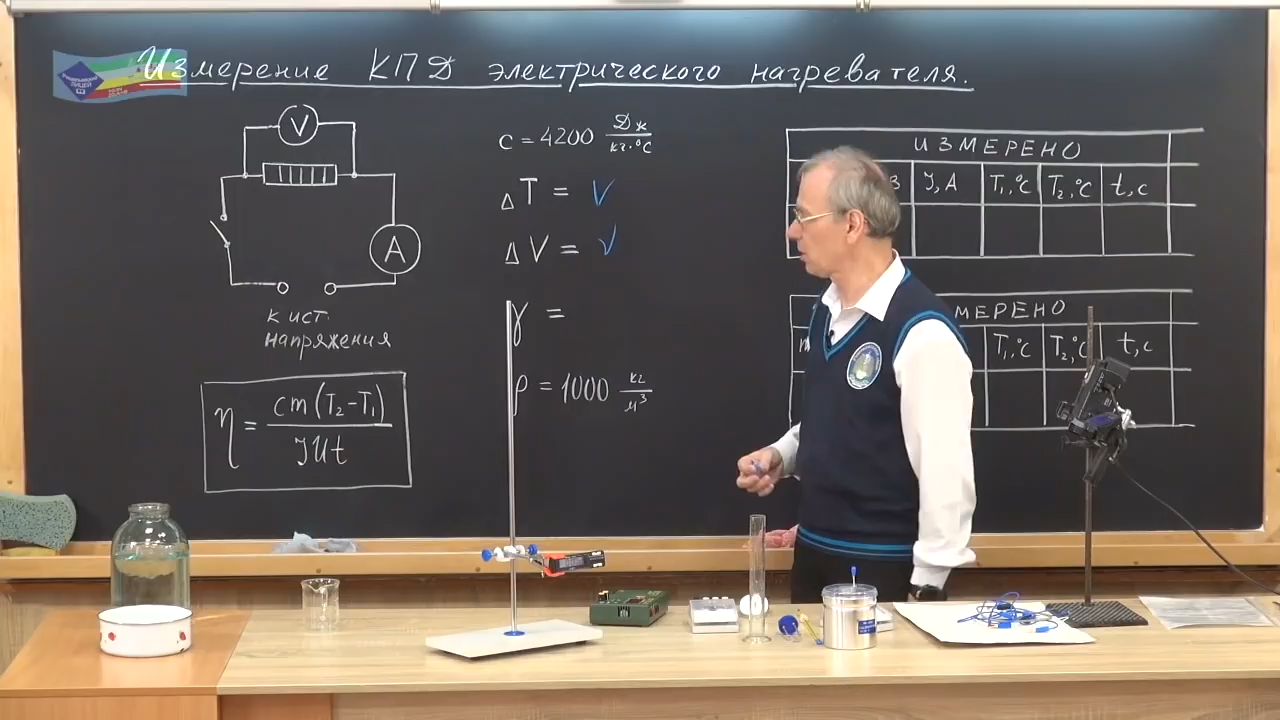 Измерение КПД электрического нагревателя.
V
A
к ист.
напряжения
η = cm(T₂-T₁) / IUt
c = 4200 Дж / кг·°C
ΔT = V
ΔV = V
γ =
ρ = 1000 кг / м³
ИЗМЕРЕНО
В I, A T₁,°C T₂,°C t,c
МЕРЕНО
m T₁,°C T₂,°C t,c